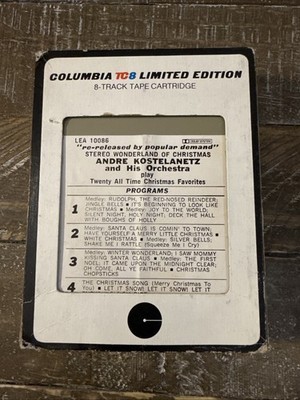 COLUMBIA TC8 LIMITED EDITION
8-TRACK TAPE CARTRIDGE
LEA 10086
"re-released by popular demand"
STEREO WONDERLAND OF CHRISTMAS
ANDRE KOSTELANETZ
and His Orchestra
play
Twenty All Time Christmas Favorites
PROGRAMS
1
Medley: RUDOLPH, THE RED-NOSED REINDEER;
JINGLE BELLS • IT'S BEGINNING TO LOOK LIKE
CHRISTMAS • Medley: JOY TO THE WORLD;
SILENT NIGHT, HOLY NIGHT; DECK THE HALL
WITH BOUGHS OF HOLLY
2
Medley: SANTA CLAUS IS COMIN' TO TOWN;
HAVE YOURSELF A MERRY LITTLE CHRISTMAS •
WHITE CHRISTMAS • Medley: SILVER BELLS;
SHAKE ME I RATTLE (Squeeze Me I Cry)
3
Medley: WINTER WONDERLAND; I SAW MOMMY
KISSING SANTA CLAUS • Medley: THE FIRST
NOEL; IT CAME UPON THE MIDNIGHT CLEAR;
OH COME, ALL YE FAITHFUL • CHRISTMAS
CHOPSTICKS
4
THE CHRISTMAS SONG (Merry Christmas To
You) • LET IT SNOW! LET IT SNOW! LET IT